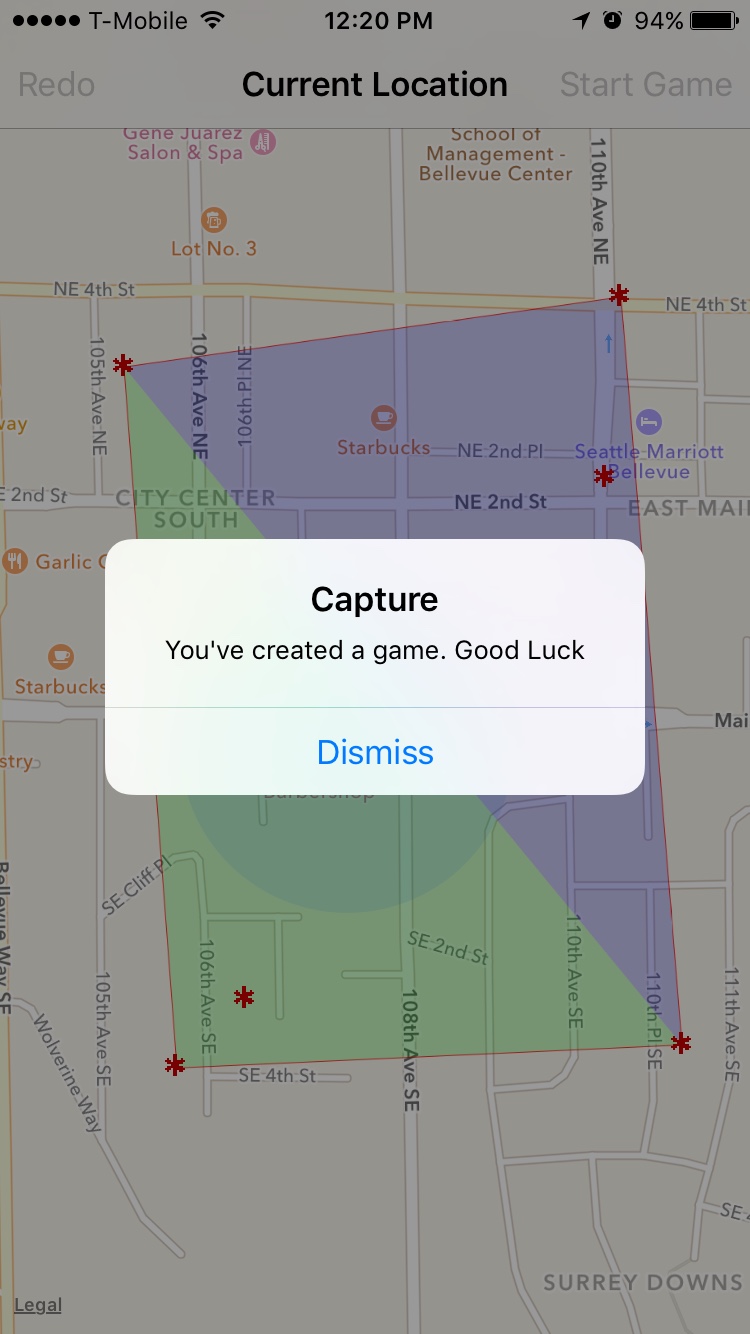 T-Mobile 12:20 PM 94%
Redo Current Location Start Game
Gene Juarez
Salon & Spa
School of
Management -
Bellevue Center
110th Ave NE
Lot No. 3
NE 4th St
NE 4th St
105th Ave NE
106th Ave NE
106th Pl NE
way
Starbucks
NE 2nd Pl
Seattle Marriott
Bellevue
E 2nd St
CITY CENTER
SOUTH
NE 2nd St
EAST MAI
Garlic C
Capture
You've created a game. Good Luck
Starbucks
Mai
Dismiss
stry
Barbershop
SE Cliff Pl
Bellevue Way SE
SE 2nd St
110th Ave SE
106th Ave SE
105th Ave SE
108th Ave SE
110th Pl SE
111th Ave SE
Wolverine Way
SE 4th St
SE 4
SURREY DOWNS
Legal